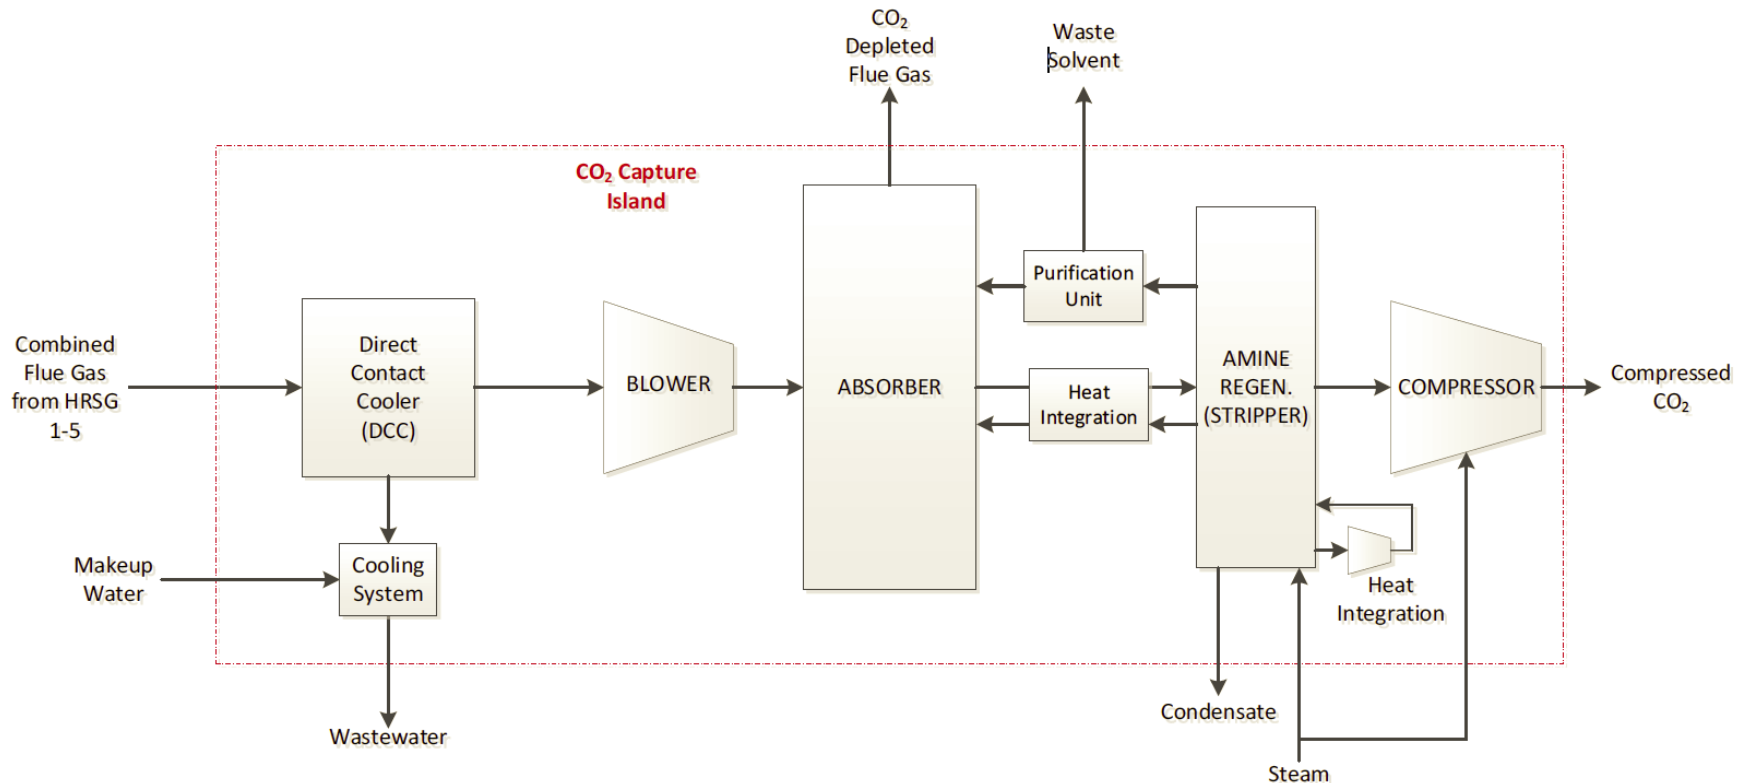 CO₂
Depleted
Flue Gas
Waste
Solvent
CO₂ Capture
Island
Combined
Flue Gas
from HRSG
1-5
Direct
Contact
Cooler
(DCC)
BLOWER
ABSORBER
Purification
Unit
Heat
Integration
AMINE
REGEN.
(STRIPPER)
COMPRESSOR
Compressed
CO₂
Makeup
Water
Cooling
System
Heat
Integration
Wastewater
Condensate
Steam